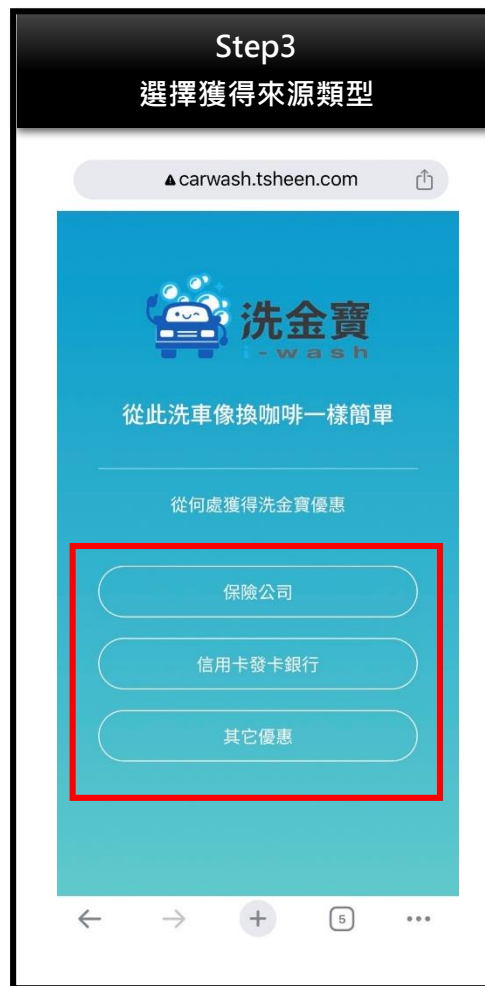 Step3
選擇獲得來源類型
carwash.tsheen.com
洗金寶
i-wash
從此洗車像換咖啡一樣簡單
從何處獲得洗金寶優惠
保險公司
信用卡發卡銀行
其它優惠
5